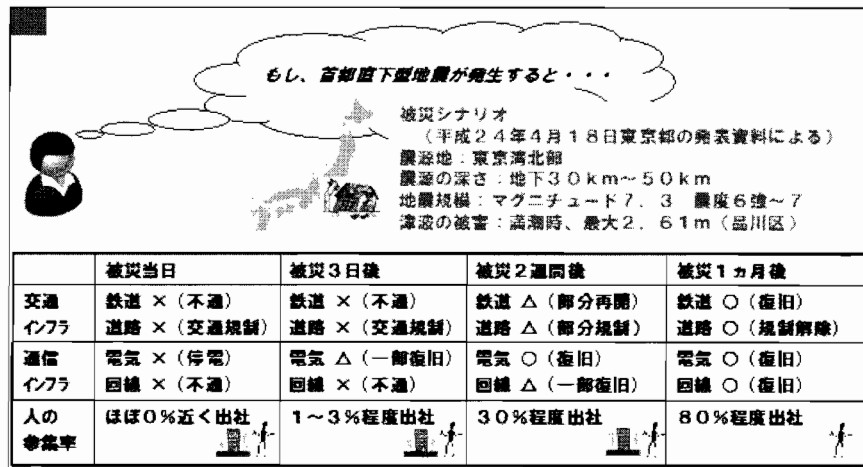 もし、首都直下型地震が発生すると・・・
被災シナリオ
（平成２４年４月１８日東京都の発表資料による）
震源地：東京湾北部
震源の深さ：地下３０ｋｍ～５０ｋｍ
地震規模：マグニチュード７．３　震度６強～７
津波の被害：満潮時、最大２．６１ｍ（品川区）
被災当日　被災３日後　被災２週間後　被災１ヵ月後
交通　鉄道 ×（不通）　鉄道 ×（不通）　鉄道 △（部分再開）　鉄道 ○（復旧）
インフラ　道路 ×（交通規制）　道路 ×（交通規制）　道路 △（部分規制）　道路 ○（規制解除）
通信　電気 ×（停電）　電気 △（一部復旧）　電気 ○（復旧）　電気 ○（復旧）
インフラ　回線 ×（不通）　回線 ×（不通）　回線 △（一部復旧）　回線 ○（復旧）
人の　ほぼ０％近く出社　１～３％程度出社　３０％程度出社　８０％程度出社
参集率